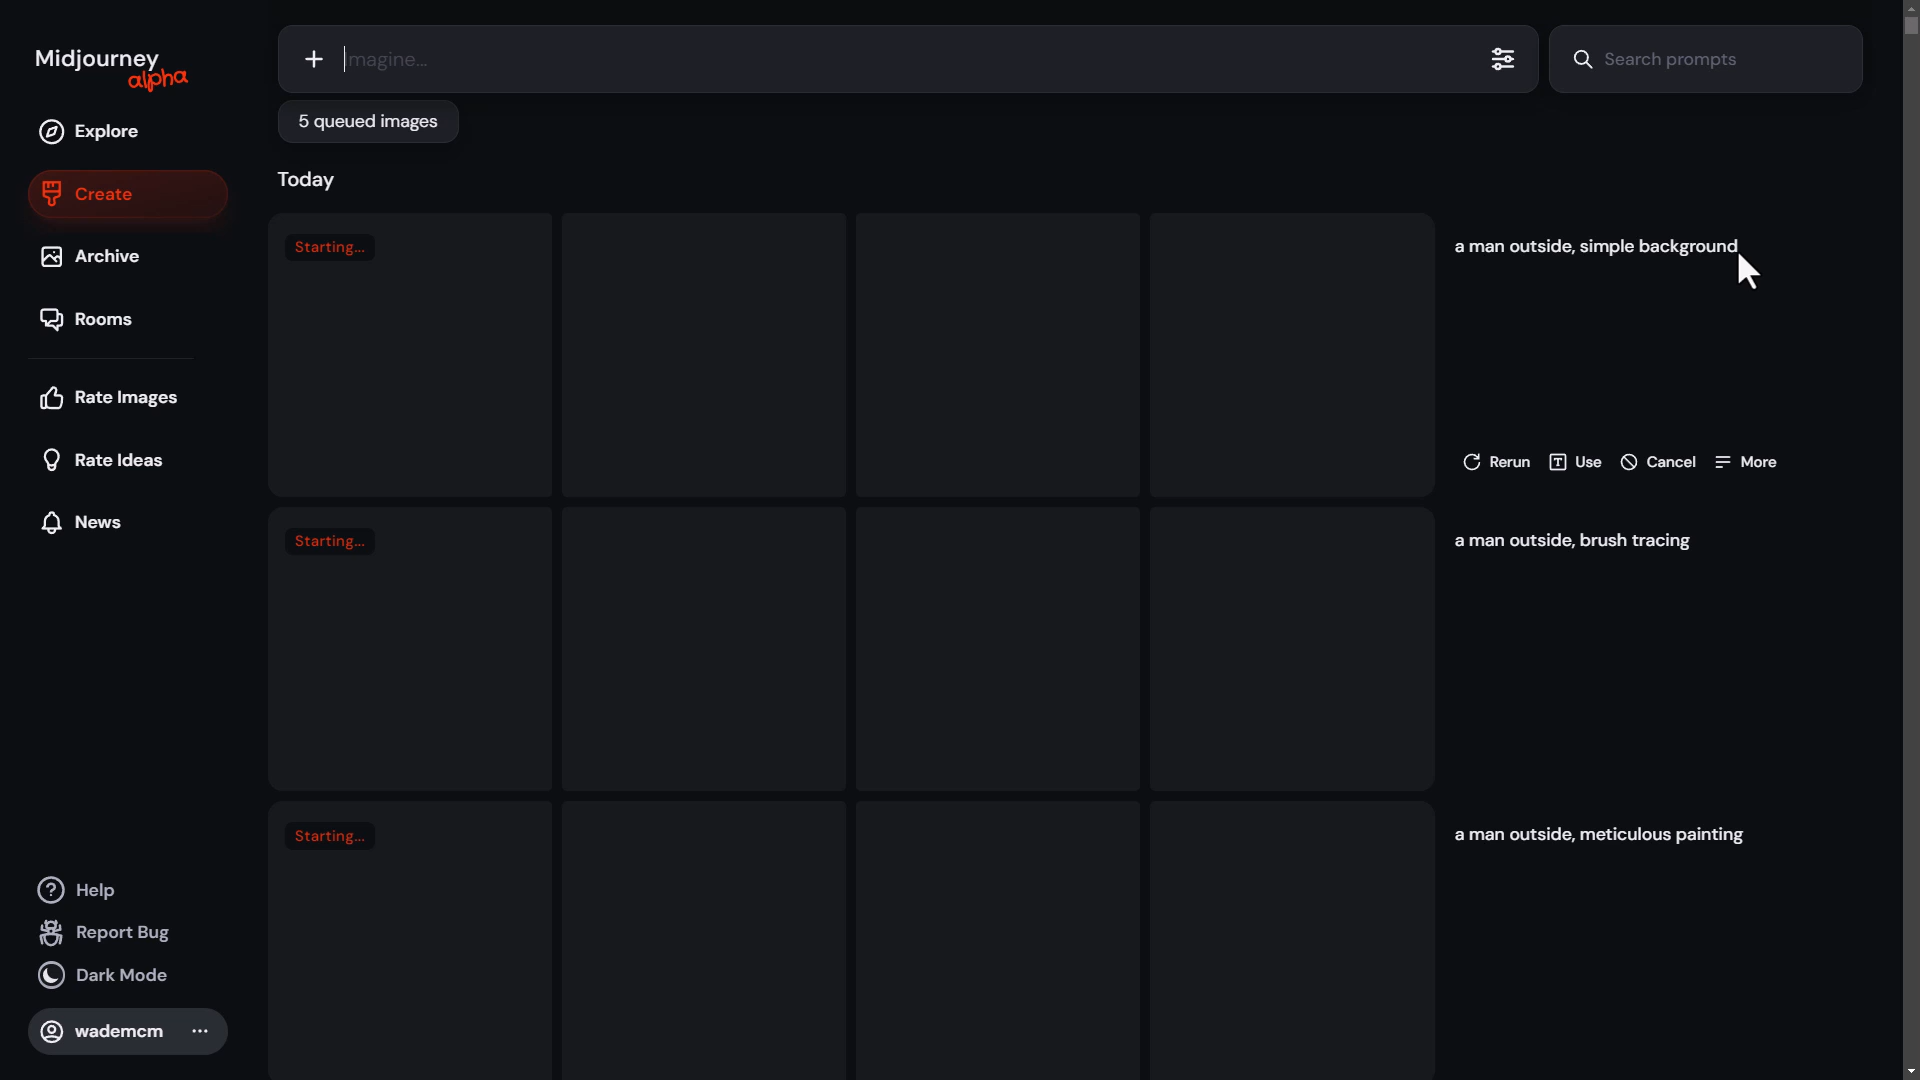 Midjourney
alpha
Explore
Create
Archive
Rooms
Rate Images
Rate Ideas
News
Help
Report Bug
Dark Mode
wademcm
Imagine...
Search prompts
5 queued images
Today
Starting...
a man outside, simple background
Rerun Use Cancel More
Starting...
a man outside, brush tracing
Starting...
a man outside, meticulous painting